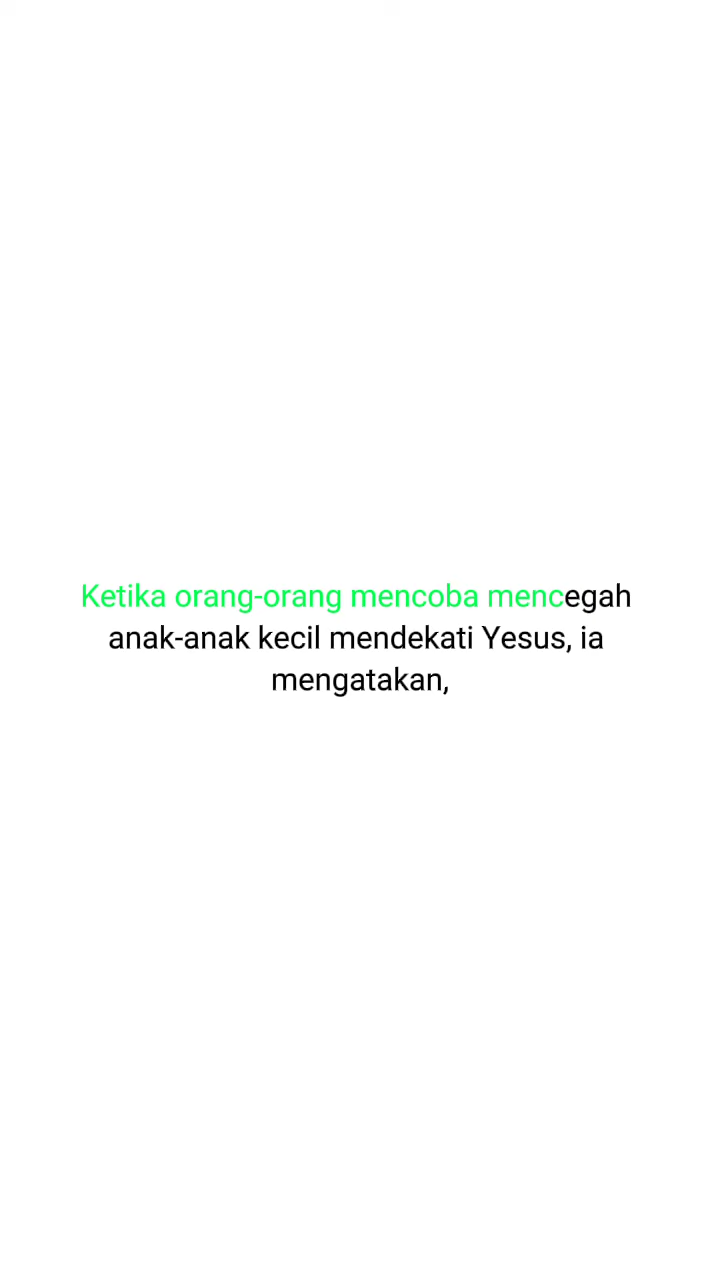 Ketika orang-orang mencoba mencegah
anak-anak kecil mendekati Yesus, ia
mengatakan,